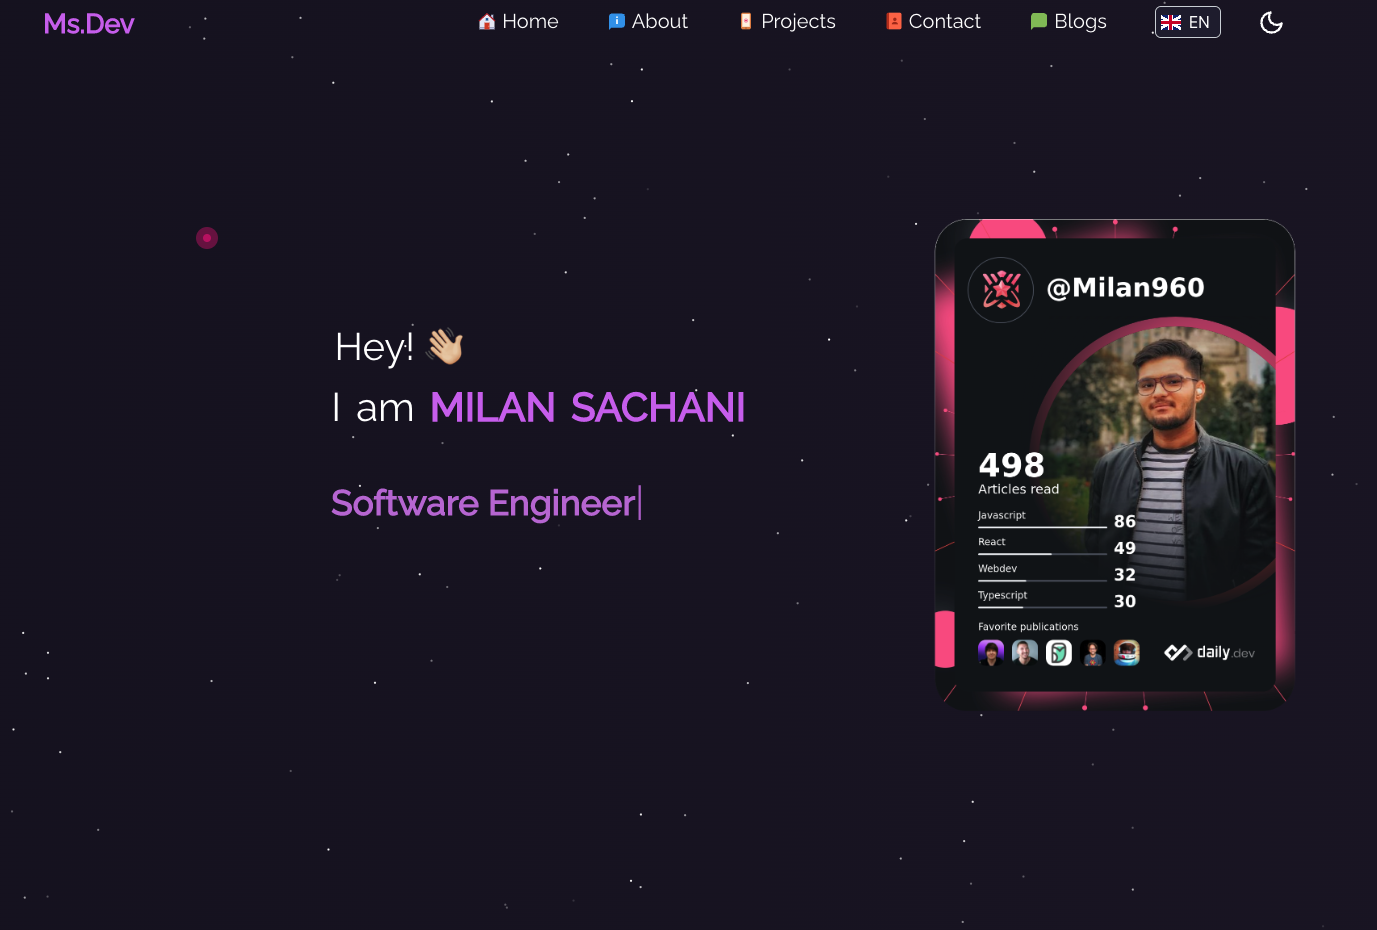 Ms.Dev
Home
About
Projects
Contact
Blogs
EN
Hey!
I am MILAN SACHANI
Software Engineer
@Milan960
498
Articles read
Javascript 86
React 49
Webdev 32
Typescript 30
Favorite publications
daily.dev